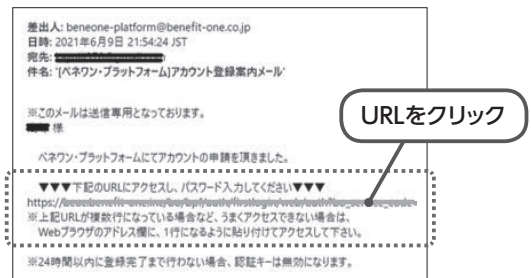 差出人: beneone-platform@benefit-one.co.jp
日時: 2021年6月9日 21:54:24 JST
宛先:
件名: '[ベネワン・プラットフォーム]アカウント登録案内メール'
※このメールは送信専用となっております。
様
URLをクリック
ベネワン・プラットフォームにてアカウントの申請を頂きました。
▼▼▼下記のURLにアクセスし、パスワード入力してください▼▼▼
https://
※上記URLが複数行になっている場合など、うまくアクセスできない場合は、
Webブラウザのアドレス欄に、1行になるように貼り付けてアクセスして下さい。
※24時間以内に登録完了まで行わない場合、認証キーは無効になります。